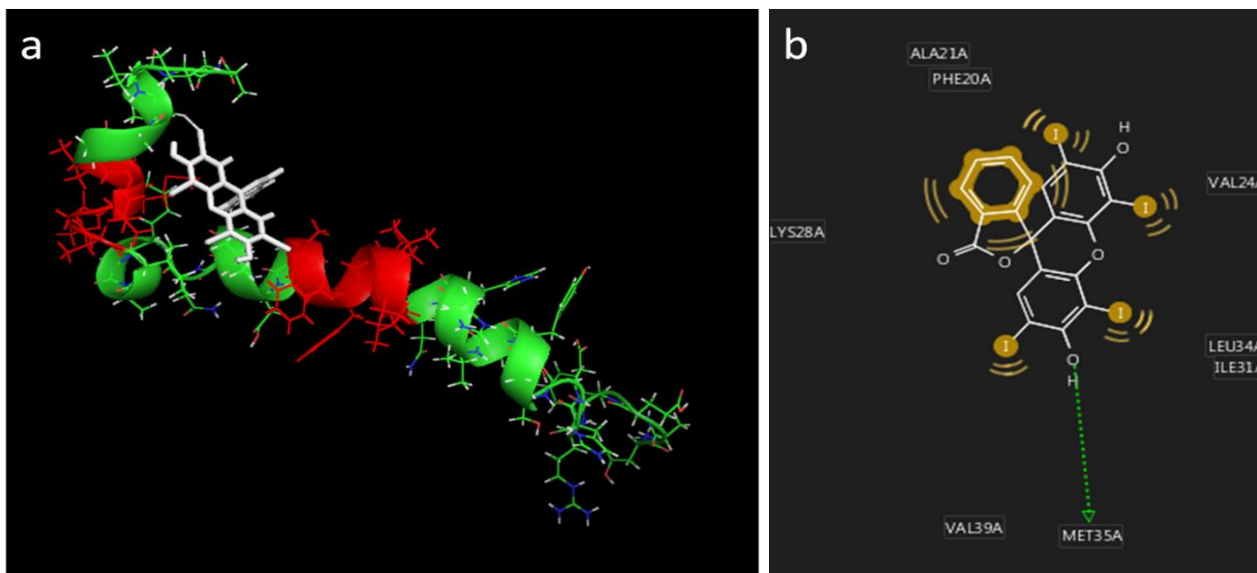 a
b
ALA21A
PHE20A
H
I
O
VAL24A
I
LYS28A
O
O
O
I
LEU34A
ILE31A
I
O
H
VAL39A
MET35A